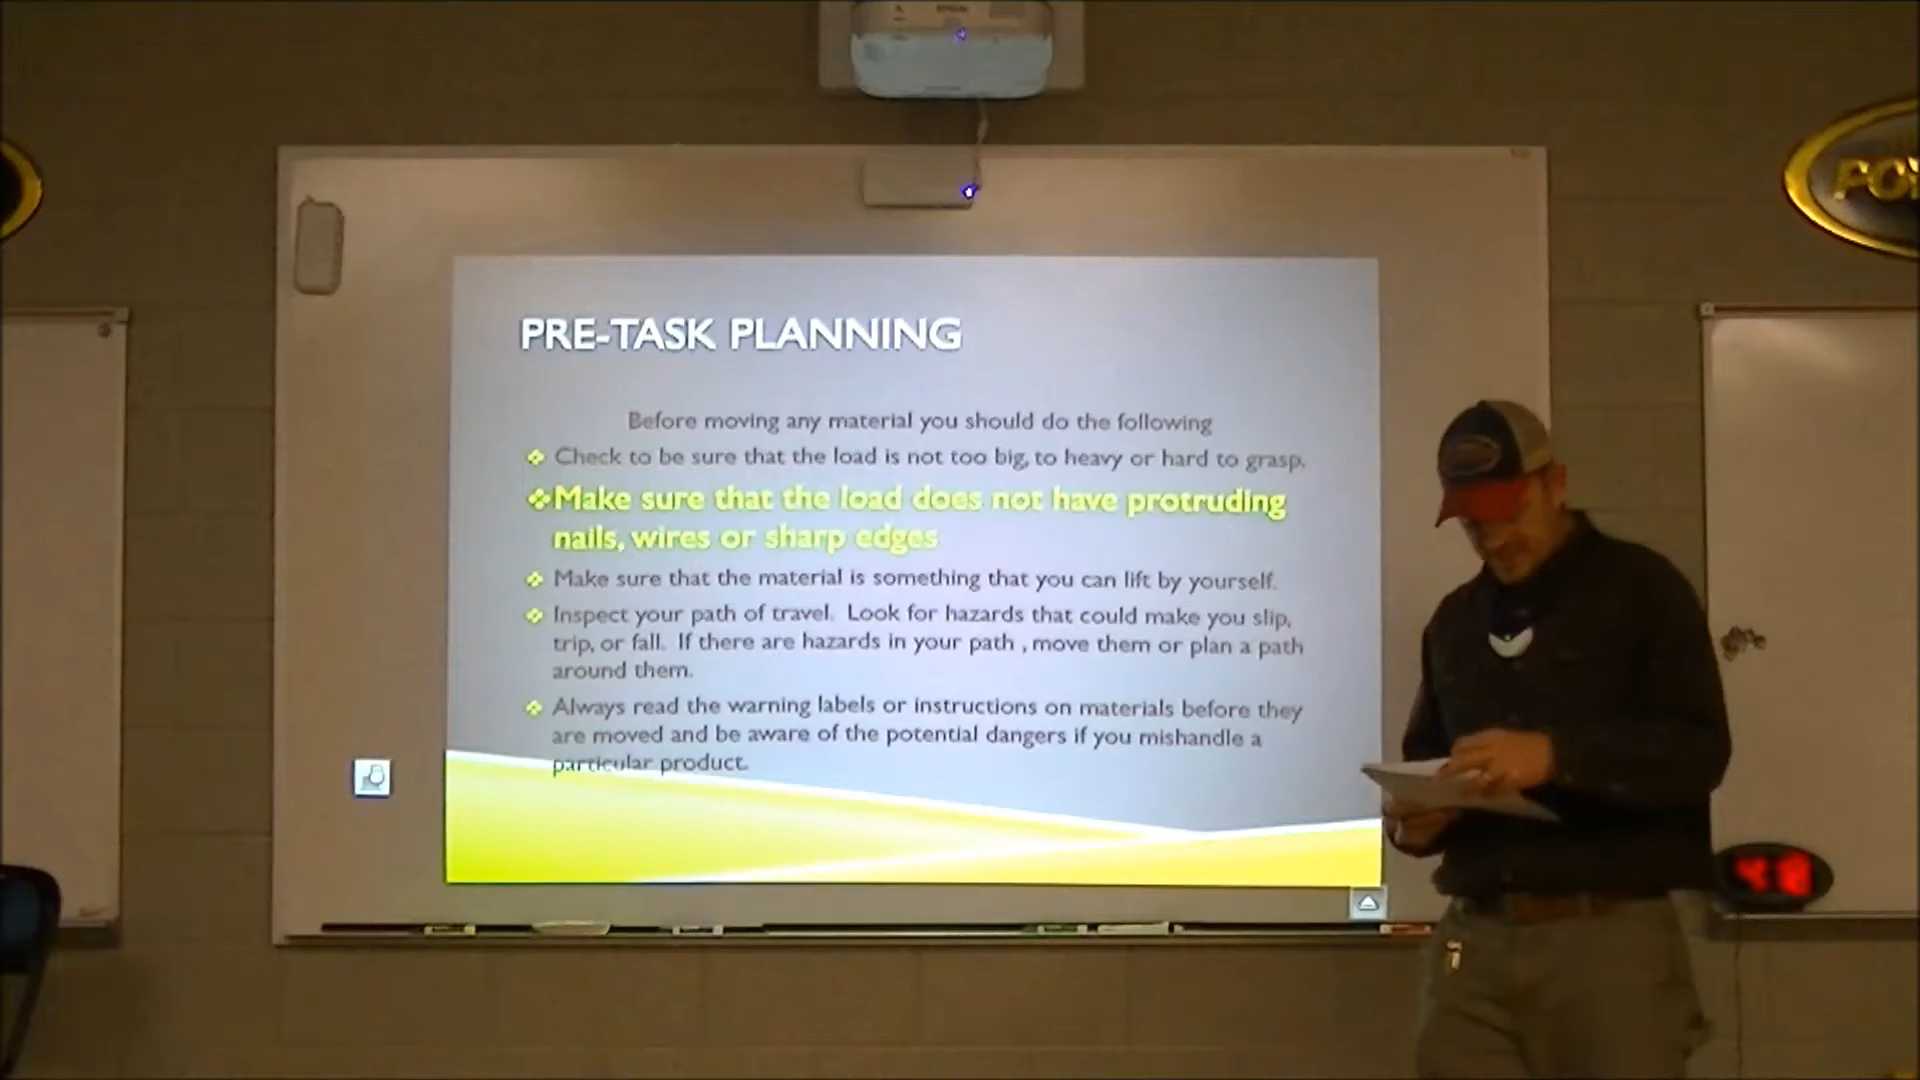 EPSON
PRE-TASK PLANNING
Before moving any material you should do the following
Check to be sure that the load is not too big, to heavy or hard to grasp.
Make sure that the load does not have protruding
nails, wires or sharp edges
Make sure that the material is something that you can lift by yourself.
Inspect your path of travel. Look for hazards that could make you slip,
trip, or fall. If there are hazards in your path , move them or plan a path
around them.
Always read the warning labels or instructions on materials before they
are moved and be aware of the potential dangers if you mishandle a
particular product.